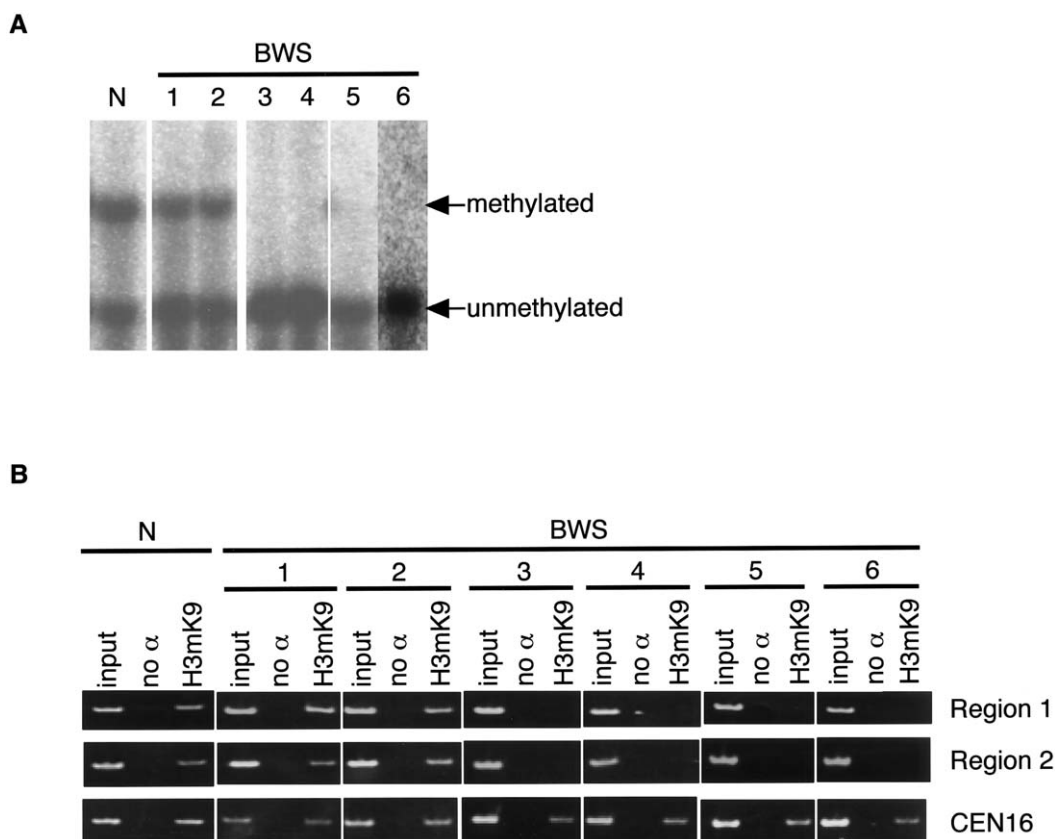 A
BWS
N 1 2 3 4 5 6
methylated
unmethylated
B
N BWS
1 2 3 4 5 6
input no α H3mK9 input no α H3mK9 input no α H3mK9 input no α H3mK9 input no α H3mK9 input no α H3mK9 input no α H3mK9
Region 1
Region 2
CEN16